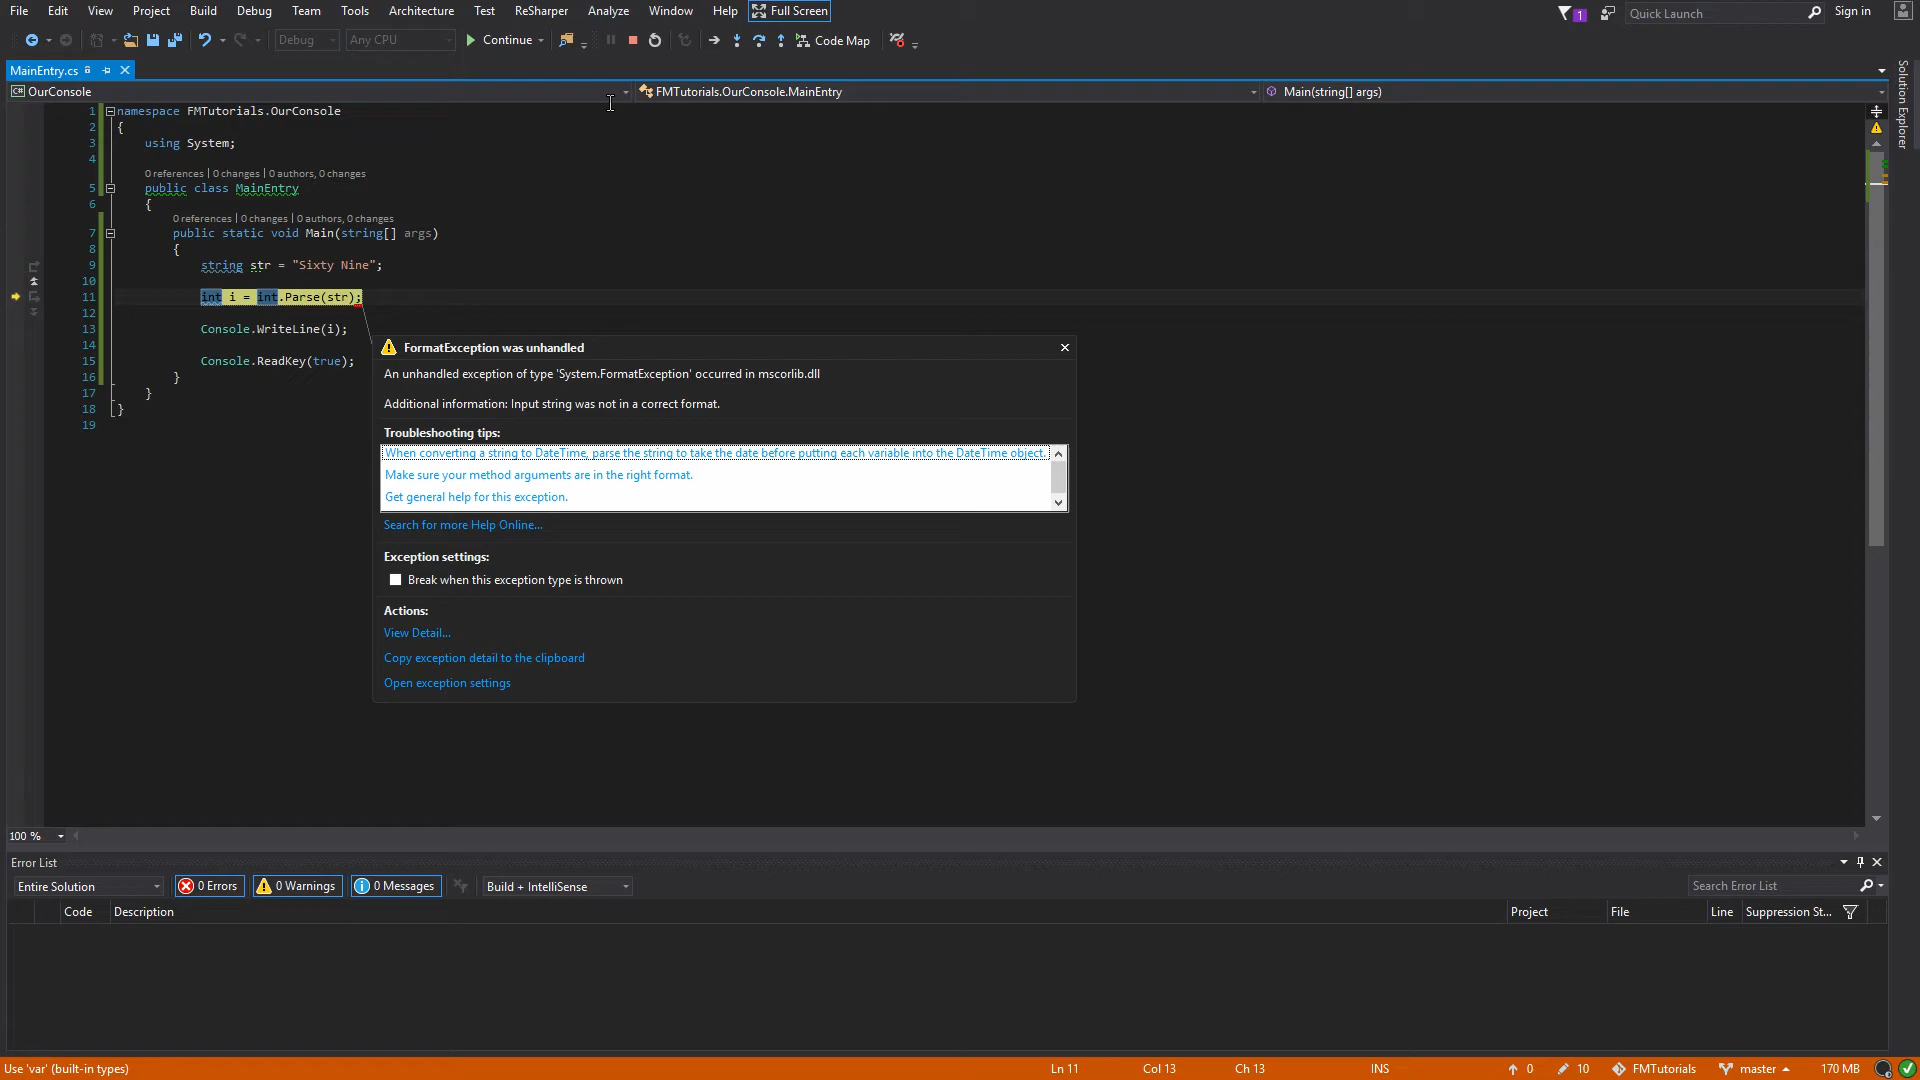 File Edit View Project Build Debug Team Tools Architecture Test ReSharper Analyze Window Help Full Screen 1 Quick Launch Sign in
Debug Any CPU Continue Code Map
MainEntry.cs
OurConsole FMTutorials.OurConsole.MainEntry Main(string[] args)
Solution Explorer
1 namespace FMTutorials.OurConsole
2 {
3 using System;
4
0 references | 0 changes | 0 authors, 0 changes
5 public class MainEntry
6 {
0 references | 0 changes | 0 authors, 0 changes
7 public static void Main(string[] args)
8 {
9 string str = "Sixty Nine";
10
11 int i = int.Parse(str);
12
13 Console.WriteLine(i);
14
15 Console.ReadKey(true);
16 }
17 }
18 }
19
FormatException was unhandled
An unhandled exception of type 'System.FormatException' occurred in mscorlib.dll
Additional information: Input string was not in a correct format.
Troubleshooting tips:
When converting a string to DateTime, parse the string to take the date before putting each variable into the DateTime object.
Make sure your method arguments are in the right format.
Get general help for this exception.
Search for more Help Online...
Exception settings:
Break when this exception type is thrown
Actions:
View Detail...
Copy exception detail to the clipboard
Open exception settings
100 %
Error List
Entire Solution 0 Errors 0 Warnings 0 Messages Build + IntelliSense Search Error List
Code Description Project File Line Suppression St...
Use 'var' (built-in types) Ln 11 Col 13 Ch 13 INS 0 10 FMTutorials master 170 MB